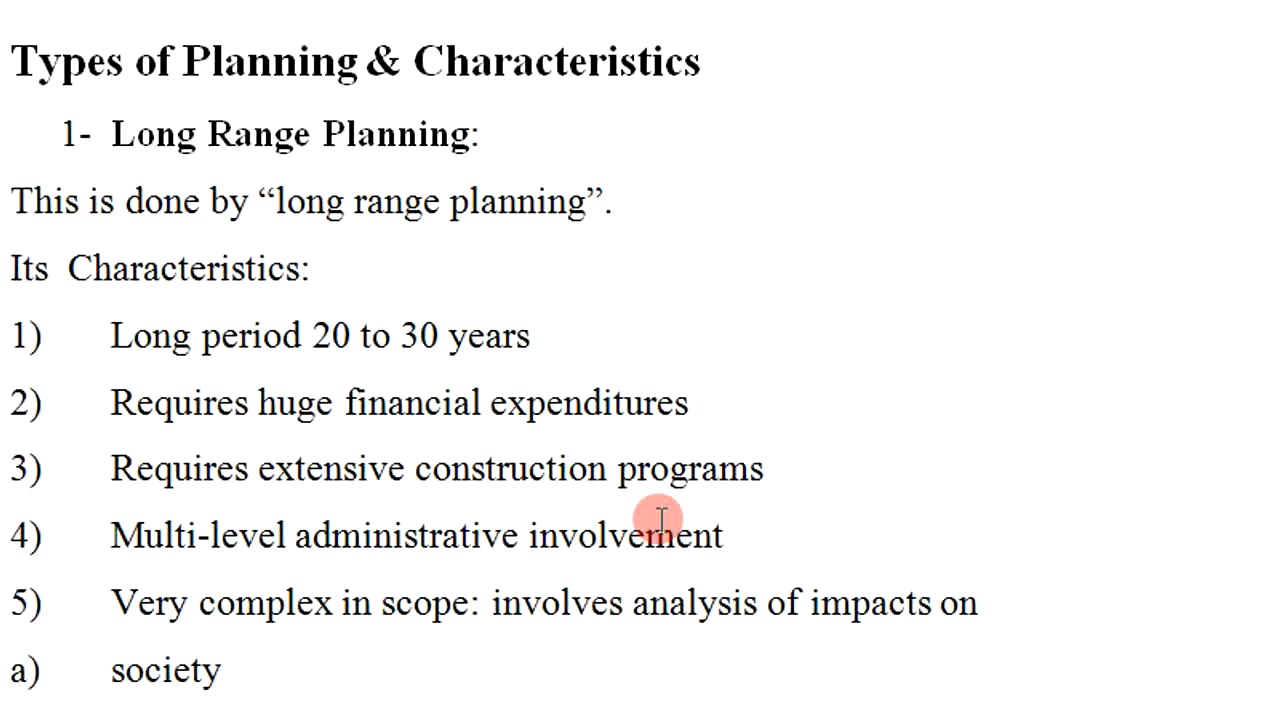 Types of Planning & Characteristics
1- Long Range Planning:
This is done by “long range planning”.
Its Characteristics:
1) Long period 20 to 30 years
2) Requires huge financial expenditures
3) Requires extensive construction programs
4) Multi-level administrative involvement
5) Very complex in scope: involves analysis of impacts on
a) society